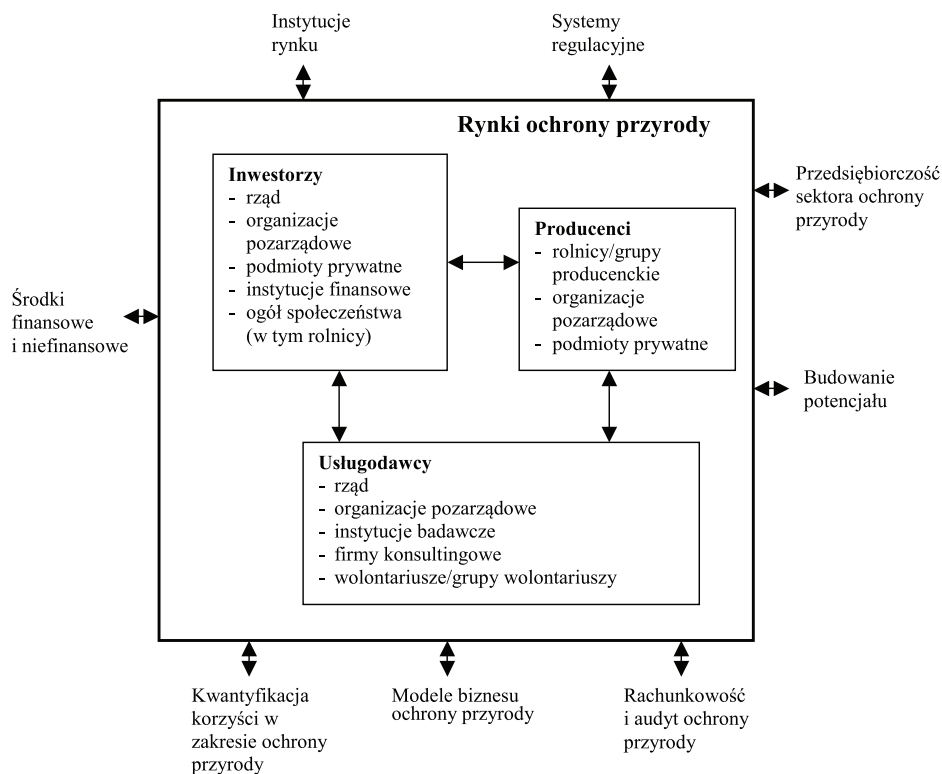 Instytucje
rynku
Systemy
regulacyjne
Rynki ochrony przyrody
Inwestorzy
- rząd
- organizacje
pozarządowe
- podmioty prywatne
- instytucje finansowe
- ogół społeczeństwa
(w tym rolnicy)
Producenci
- rolnicy/grupy
producenckie
- organizacje
pozarządowe
- podmioty prywatne
Przedsiębiorczość
sektora ochrony
przyrody
Środki
finansowe
i niefinansowe
Budowanie
potencjału
Usługodawcy
- rząd
- organizacje pozarządowe
- instytucje badawcze
- firmy konsultingowe
- wolontariusze/grupy wolontariuszy
Kwantyfikacja
korzyści w
zakresie ochrony
przyrody
Modele biznesu
ochrony przyrody
Rachunkowość
i audyt ochrony
przyrody